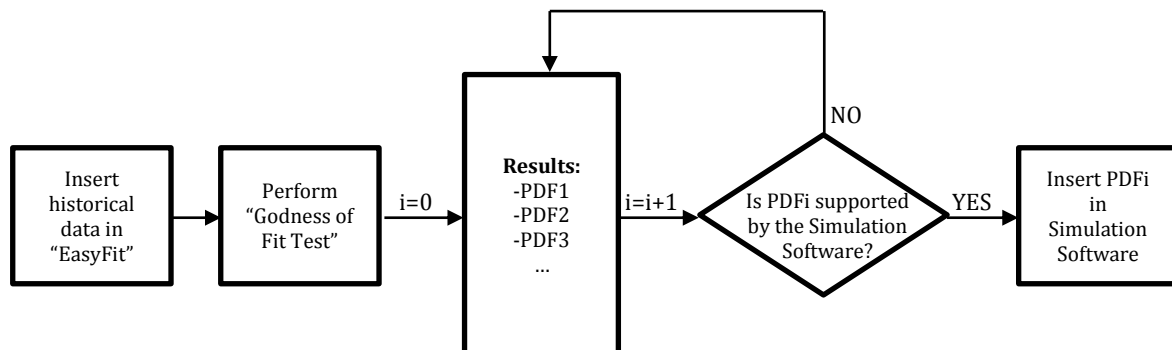 Insert
historical
data in
“EasyFit”
Perform
“Godness of
Fit Test”
i=0
Results:
-PDF1
-PDF2
-PDF3
...
i=i+1
NO
Is PDFi supported
by the Simulation
Software?
YES
Insert PDFi
in
Simulation
Software